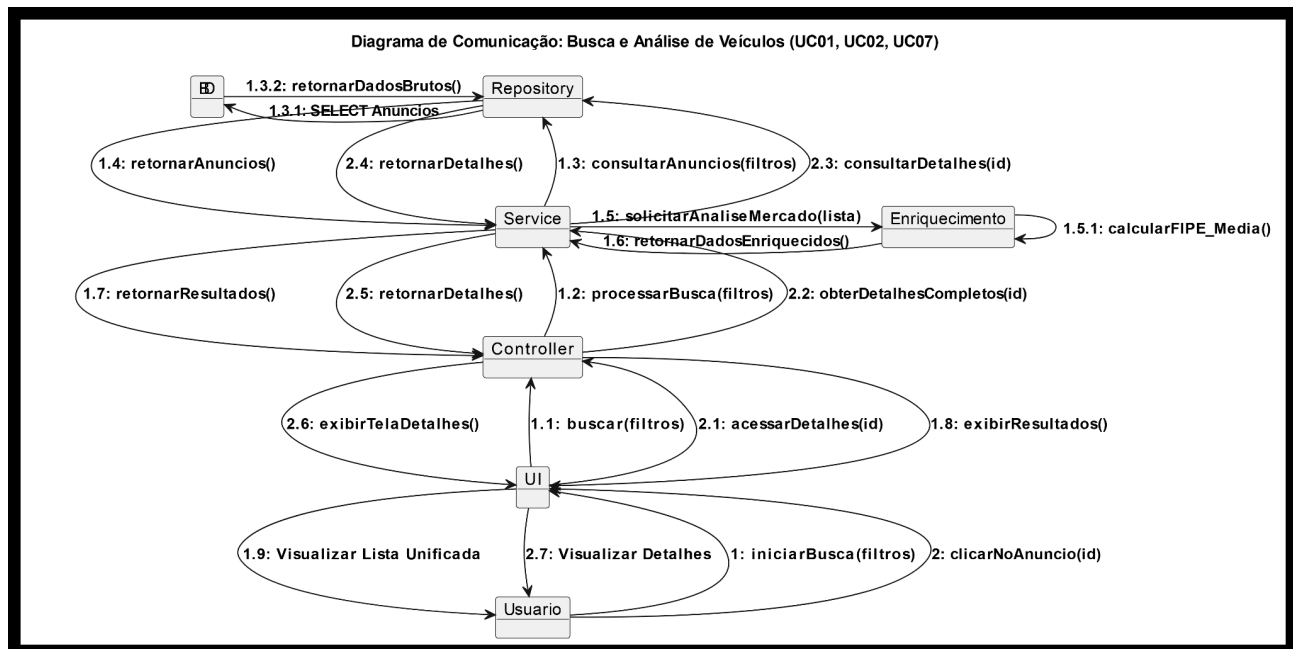 Diagrama de Comunicação: Busca e Análise de Veículos (UC01, UC02, UC07)
BD
1.3.2: retornarDadosBrutos()
Repository
1.3.1: SELECT Anuncios
1.4: retornarAnuncios()
2.4: retornarDetalhes()
1.3: consultarAnuncios(filtros)
2.3: consultarDetalhes(id)
Service
1.5: solicitarAnaliseMercado(lista)
Enriquecimento
1.6: retornarDadosEnriquecidos()
1.5.1: calcularFIPE_Media()
1.7: retornarResultados()
2.5: retornarDetalhes()
1.2: processarBusca(filtros)
2.2: obterDetalhesCompletos(id)
Controller
2.6: exibirTelaDetalhes()
1.1: buscar(filtros)
2.1: acessarDetalhes(id)
1.8: exibirResultados()
UI
1.9: Visualizar Lista Unificada
2.7: Visualizar Detalhes
1: iniciarBusca(filtros)
2: clicarNoAnuncio(id)
Usuario